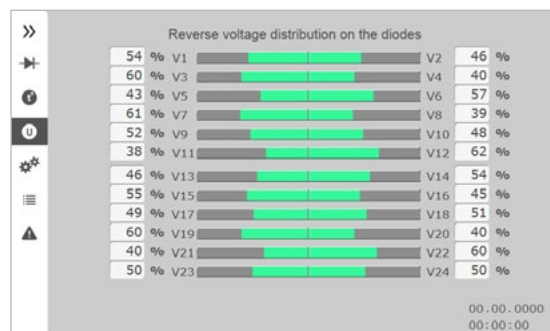 Reverse voltage distribution on the diodes
54 % V1 V2 46 %
60 % V3 V4 40 %
43 % V5 V6 57 %
61 % V7 V8 39 %
52 % V9 V10 48 %
38 % V11 V12 62 %
46 % V13 V14 54 %
55 % V15 V16 45 %
49 % V17 V18 51 %
60 % V19 V20 40 %
40 % V21 V22 60 %
50 % V23 V24 50 %
00.00.0000
00:00:00